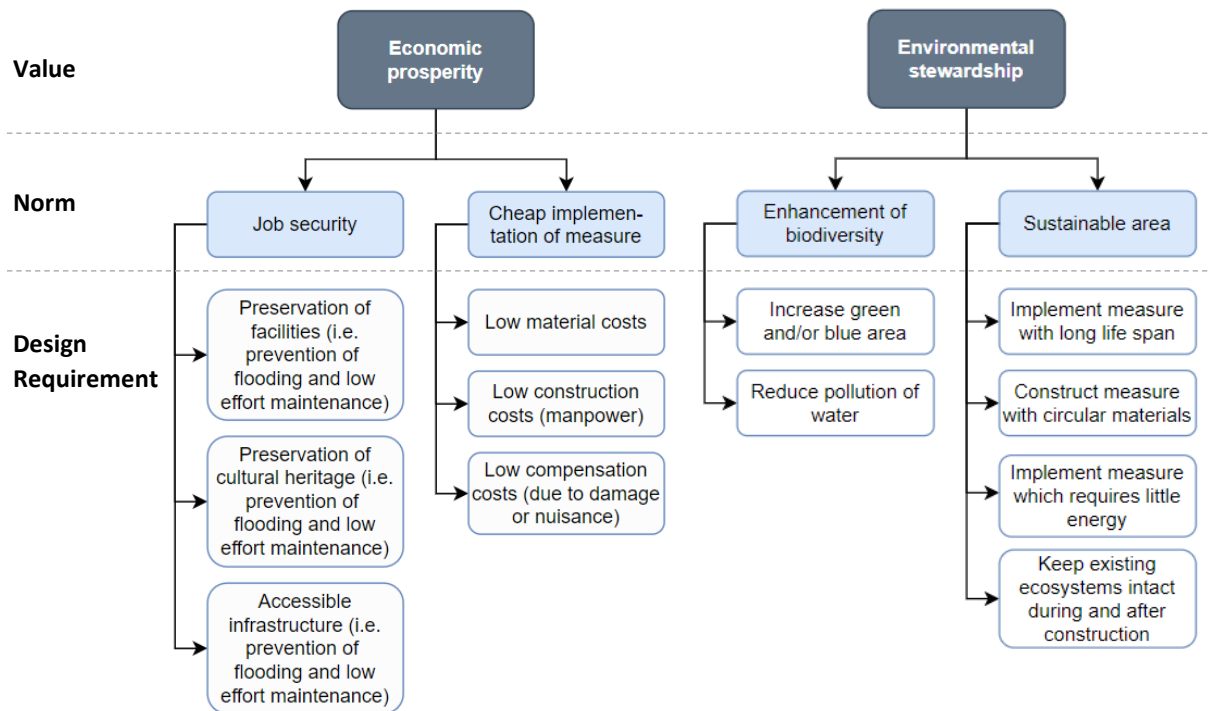 Value
Economic
prosperity
Environmental
stewardship
Norm
Job security
Cheap implemen-
tation of measure
Enhancement of
biodiversity
Sustainable area
Design
Requirement
Preservation of
facilities (i.e.
prevention of
flooding and low
effort maintenance)
Preservation of
cultural heritage (i.e.
prevention of
flooding and low
effort maintenance)
Accessible
infrastructure (i.e.
prevention of
flooding and low
effort maintenance)
Low material costs
Low construction
costs (manpower)
Low compensation
costs (due to damage
or nuisance)
Increase green
and/or blue area
Reduce pollution of
water
Implement measure
with long life span
Construct measure
with circular materials
Implement measure
which requires little
energy
Keep existing
ecosystems intact
during and after
construction